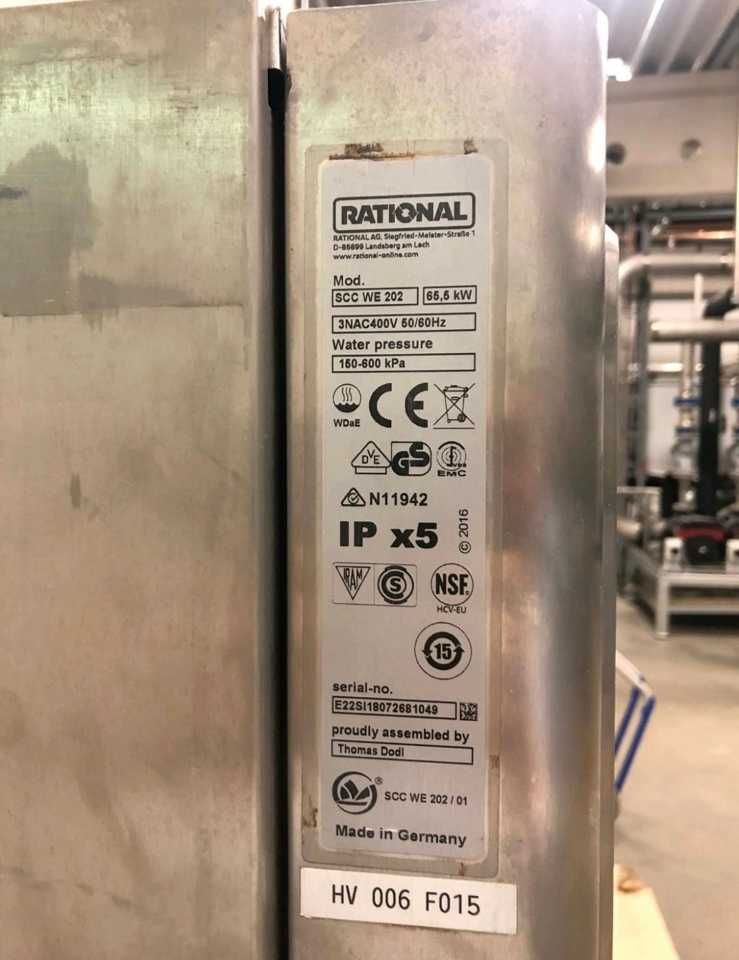 RATIONAL
RATIONAL AG, Siegfried-Meister-Straße 1
D-86899 Landsberg am Lech
www.rational-online.com
Mod.
SCC WE 202 65,5 kW
3NAC400V 50/60Hz
Water pressure
150-600 kPa
WDaE CE
DVE GS EMC
N11942
IP x5 © 2016
IRAM S NSF®
HCV-EU
15
serial-no.
E22SI18072681049
proudly assembled by
Thomas Dodl
® SCC WE 202 / 01
Made in Germany
HV 006 F015